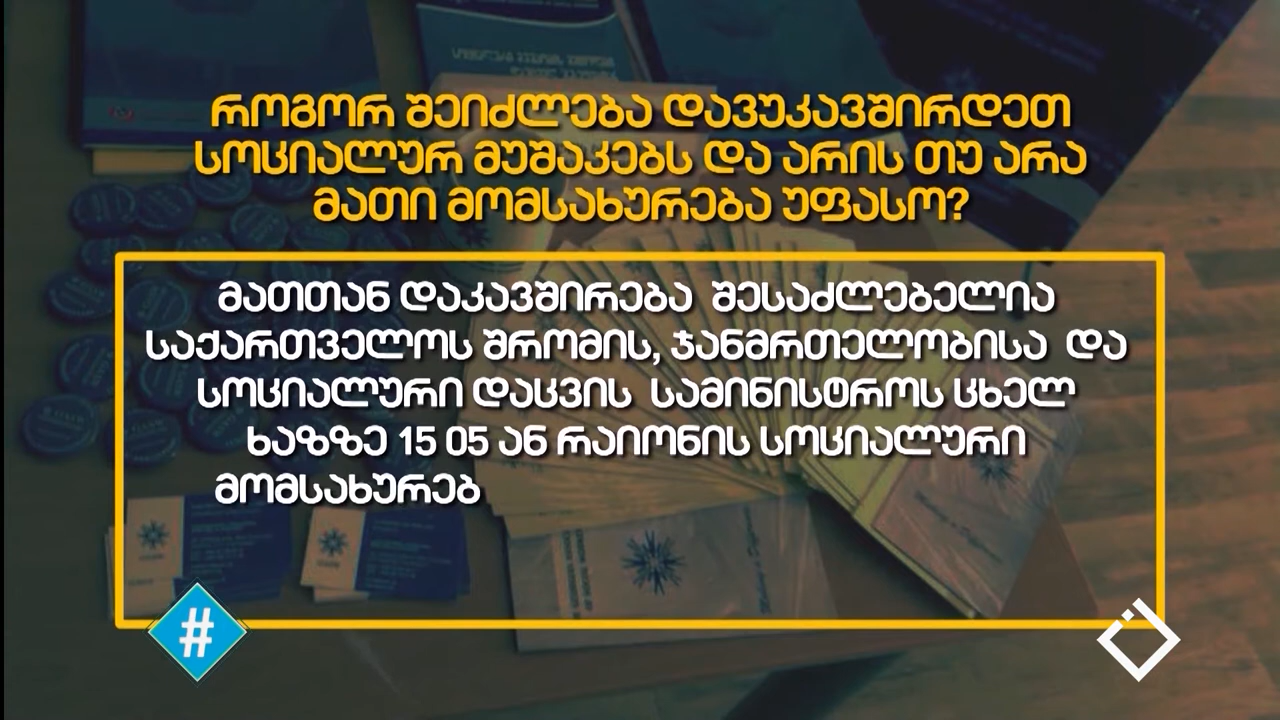 როგორ შეიძლება დავუკავშირდეთ
სოციალურ მუშაკებს და არის თუ არა
მათი მომსახურება უფასო?
მათთან დაკავშირება შესაძლებელია
საქართველოს შრომის, ჯანმრთელობისა და
სოციალური დაცვის სამინისტროს ცხელ
ხაზზე 15 05 ან რაიონის სოციალური
მომსახურებ
#